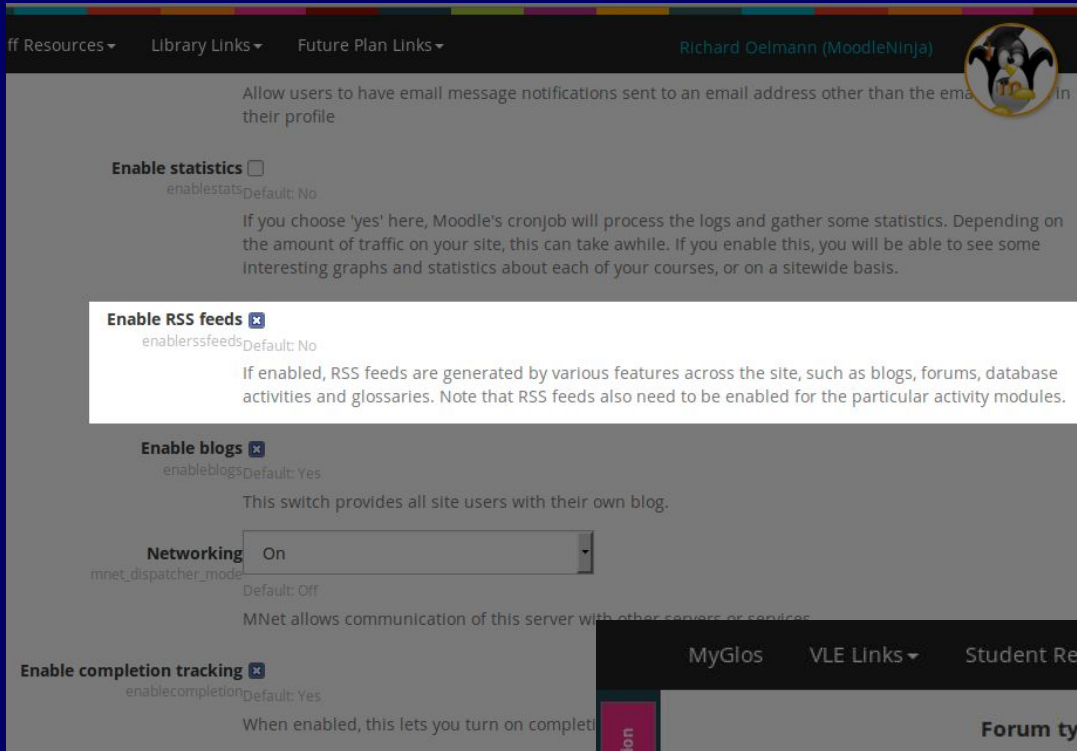 ff Resources
Library Links
Future Plan Links
Richard Oelmann (MoodleNinja)
Allow users to have email message notifications sent to an email address other than the ema in
their profile
Enable statistics
enablestats Default: No
If you choose 'yes' here, Moodle's cronjob will process the logs and gather some statistics. Depending on
the amount of traffic on your site, this can take awhile. If you enable this, you will be able to see some
interesting graphs and statistics about each of your courses, or on a sitewide basis.
Enable RSS feeds
enablerssfeeds Default: No
If enabled, RSS feeds are generated by various features across the site, such as blogs, forums, database
activities and glossaries. Note that RSS feeds also need to be enabled for the particular activity modules.
Enable blogs
enableblogs Default: Yes
This switch provides all site users with their own blog.
Networking On
mnet_dispatcher_mode
Default: Off
MNet allows communication of this server with other servers or services.
Enable completion tracking
enablecompletion Default: Yes
When enabled, this lets you turn on completi
MyGlos
VLE Links
Student Re
Forum ty